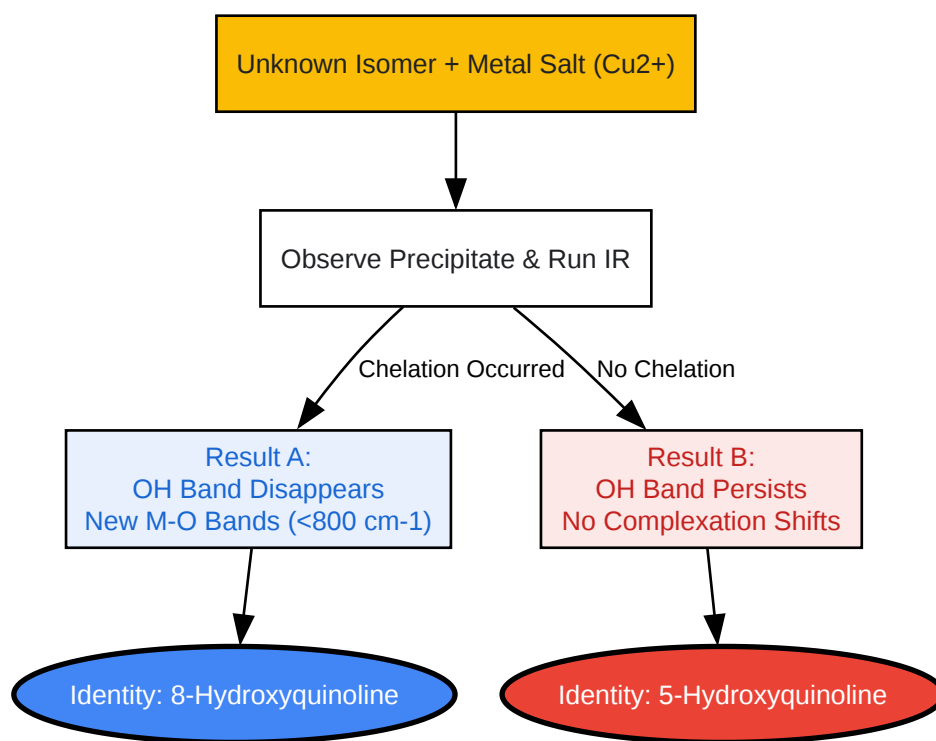 Unknown Isomer + Metal Salt (Cu2+)
Observe Precipitate & Run IR
Chelation Occurred
No Chelation
Result A:
OH Band Disappears
New M-O Bands (<800 cm-1)
Result B:
OH Band Persists
No Complexation Shifts
Identity: 8-Hydroxyquinoline
Identity: 5-Hydroxyquinoline